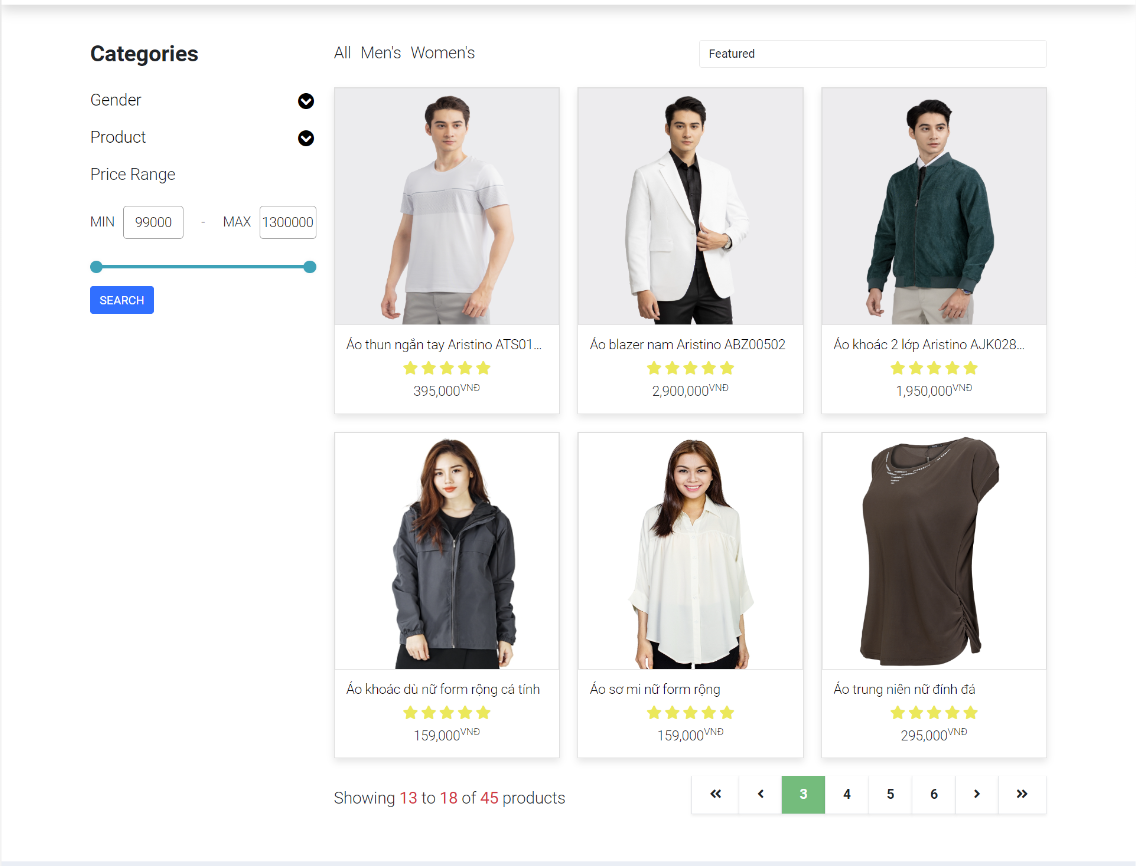 Categories
Gender
Product
Price Range
MIN 99000 - MAX 1300000
SEARCH
All Men's Women's
Featured
Áo thun ngắn tay Aristino ATS01...
395,000VNĐ
Áo blazer nam Aristino ABZ00502
2,900,000VNĐ
Áo khoác 2 lớp Aristino AJK028...
1,950,000VNĐ
Áo khoác dù nữ form rộng cá tính
159,000VNĐ
Áo sơ mi nữ form rộng
159,000VNĐ
Áo trung niên nữ đính đá
295,000VNĐ
Showing 13 to 18 of 45 products
« ‹ 3 4 5 6 › »